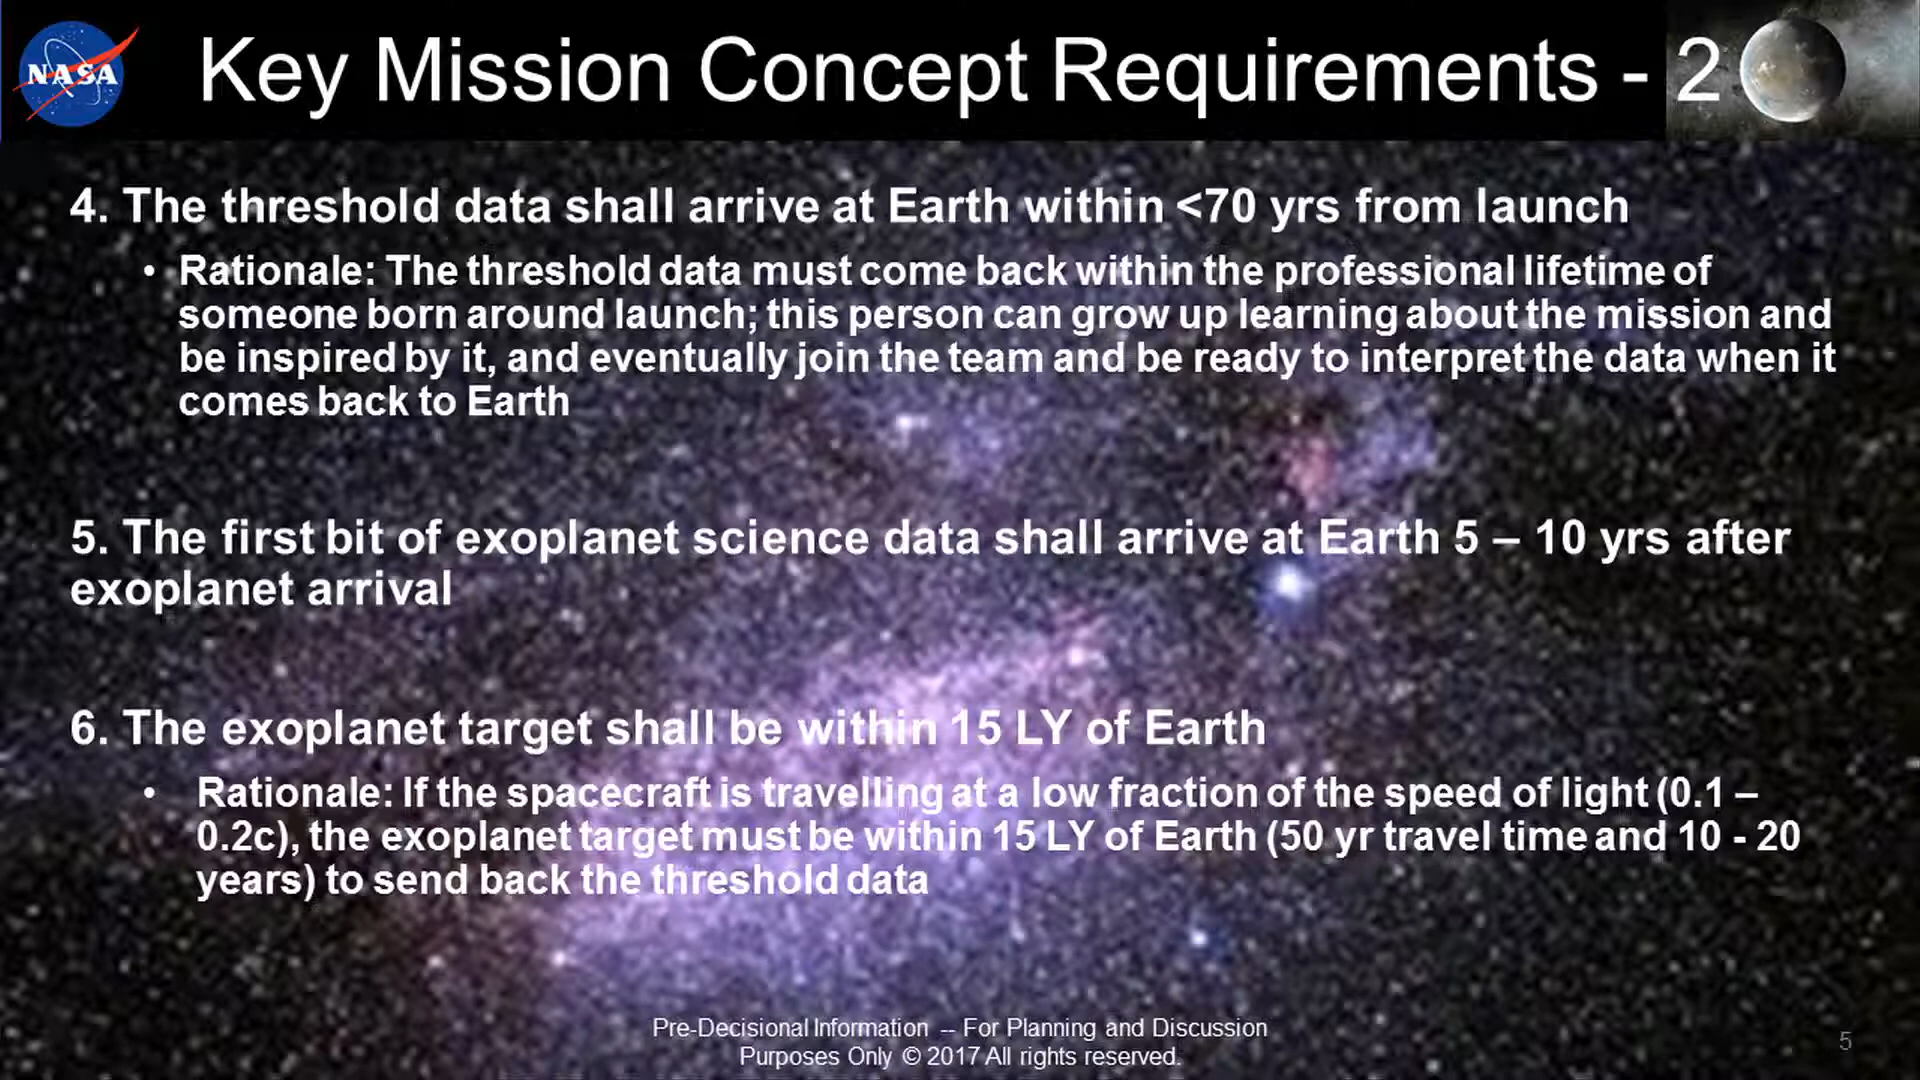 NASA
Key Mission Concept Requirements - 2
4. The threshold data shall arrive at Earth within <70 yrs from launch
• Rationale: The threshold data must come back within the professional lifetime of
someone born around launch; this person can grow up learning about the mission and
be inspired by it, and eventually join the team and be ready to interpret the data when it
comes back to Earth
5. The first bit of exoplanet science data shall arrive at Earth 5 – 10 yrs after
exoplanet arrival
6. The exoplanet target shall be within 15 LY of Earth
• Rationale: If the spacecraft is travelling at a low fraction of the speed of light (0.1 –
0.2c), the exoplanet target must be within 15 LY of Earth (50 yr travel time and 10 - 20
years) to send back the threshold data
Pre-Decisional Information -- For Planning and Discussion
Purposes Only © 2017 All rights reserved.
5